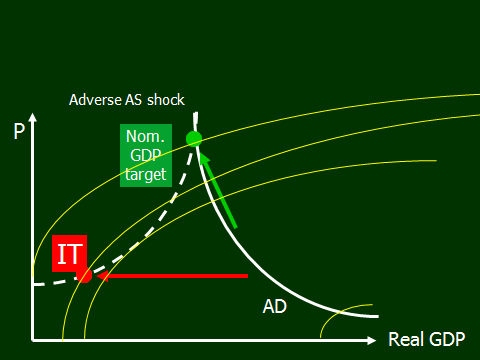 Adverse AS shock
P
Nom.
GDP
target
IT
AD
Real GDP